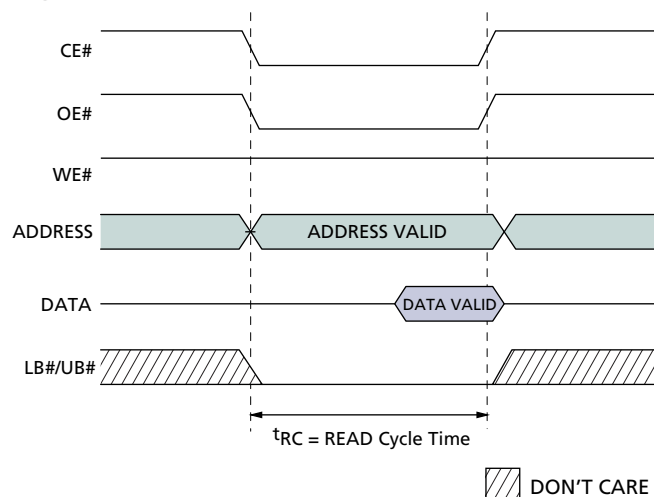 CE#
OE#
WE#
ADDRESS
ADDRESS VALID
DATA
DATA VALID
LB#/UB#
tRC = READ Cycle Time
DON'T CARE